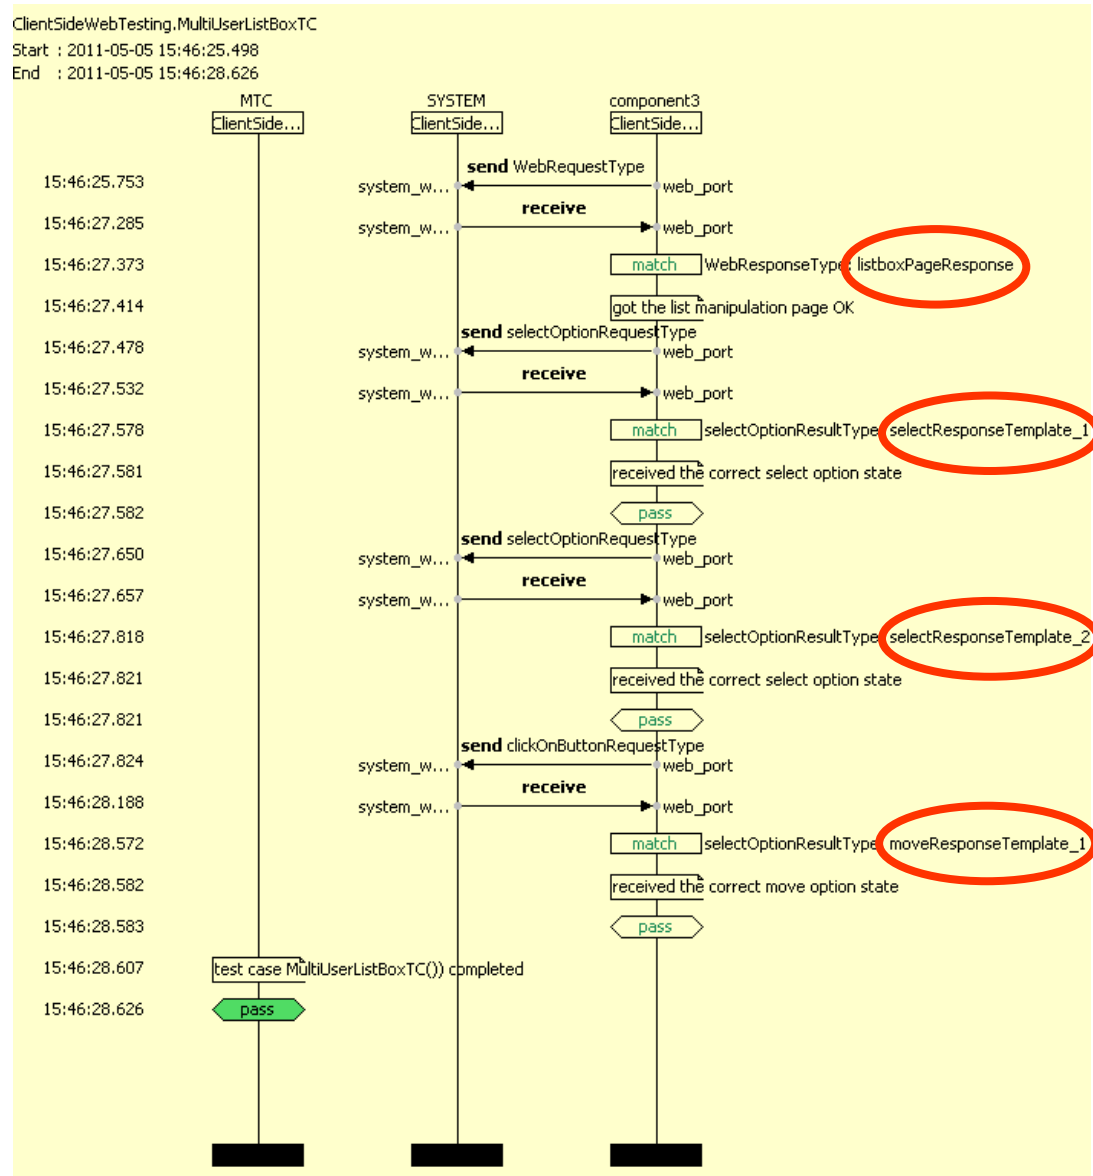 ClientSideWebTesting.MultiUserListBoxTC
Start : 2011-05-05 15:46:25.498
End : 2011-05-05 15:46:28.626
MTC SYSTEM component3
ClientSide... ClientSide... ClientSide...
send WebRequestType
15:46:25.753 system_w... web_port
receive
15:46:27.285 system_w... web_port
15:46:27.373 match WebResponseType: listboxPageResponse
15:46:27.414 got the list manipulation page OK
send selectOptionRequestType
15:46:27.478 system_w... web_port
receive
15:46:27.532 system_w... web_port
15:46:27.578 match selectOptionResultType selectResponseTemplate_1
15:46:27.581 received the correct select option state
15:46:27.582 pass
send selectOptionRequestType
15:46:27.650 system_w... web_port
receive
15:46:27.657 system_w... web_port
15:46:27.818 match selectOptionResultType selectResponseTemplate_2
15:46:27.821 received the correct select option state
15:46:27.821 pass
send clickOnButtonRequestType
15:46:27.824 system_w... web_port
receive
15:46:28.188 system_w... web_port
15:46:28.572 match selectOptionResultType moveResponseTemplate_1
15:46:28.582 received the correct move option state
15:46:28.583 pass
15:46:28.607 test case MultiUserListBoxTC()) completed
15:46:28.626 pass